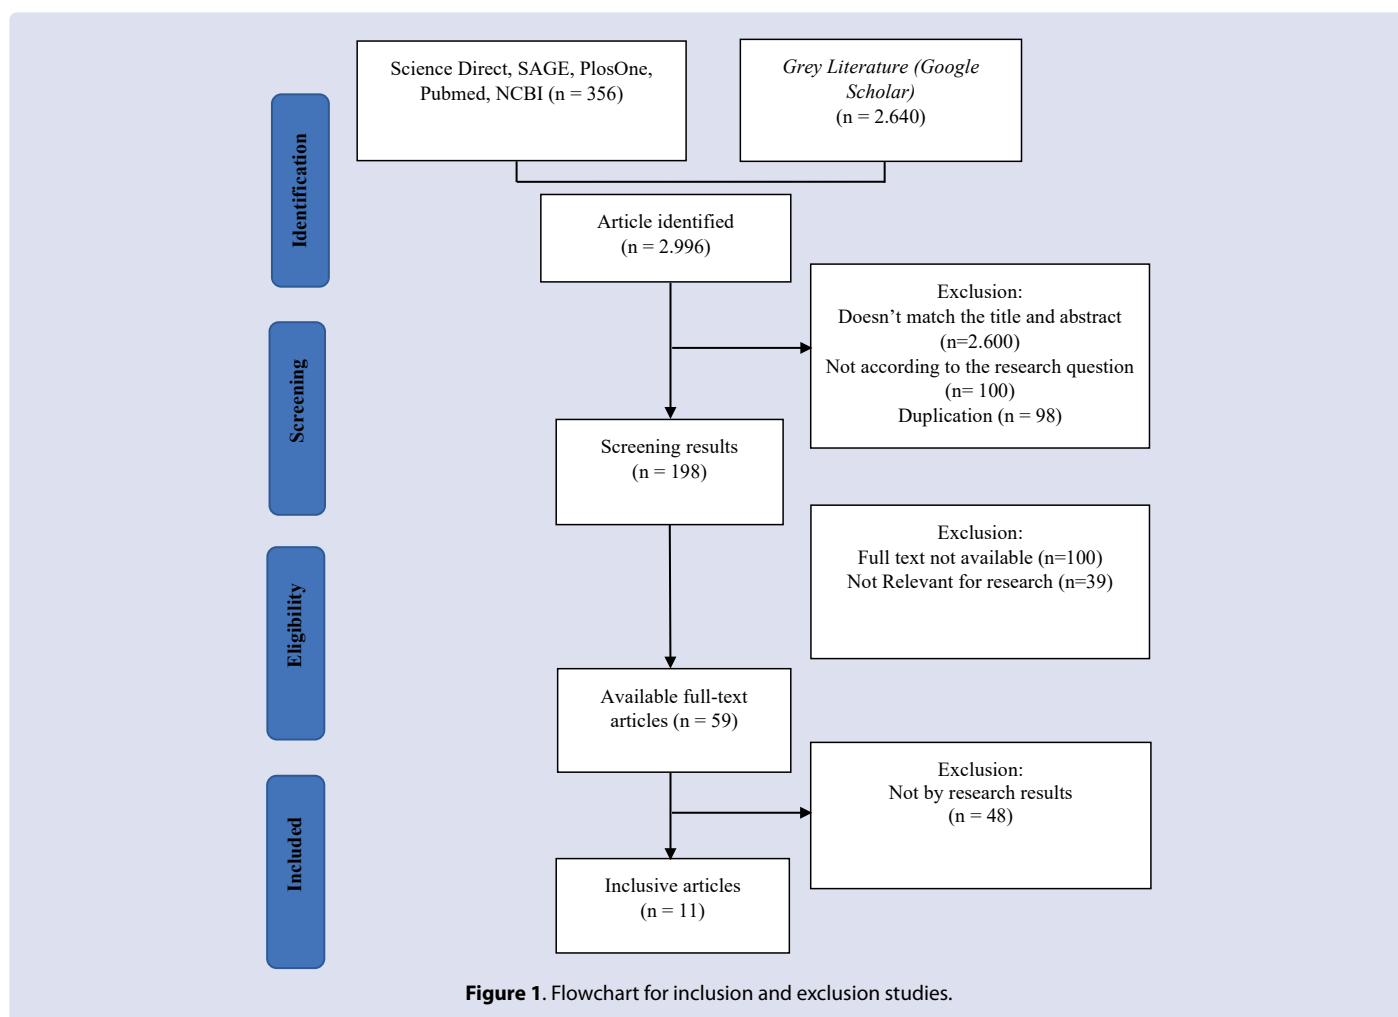 Science Direct, SAGE, PlosOne,
Pubmed, NCBI (n = 356)
Grey Literature (Google
Scholar)
(n = 2.640)
Identification
Article identified
(n = 2.996)
Exclusion:
Doesn't match the title and abstract
(n=2.600)
Not according to the research question
(n= 100)
Duplication (n = 98)
Screening
Screening results
(n = 198)
Exclusion:
Full text not available (n=100)
Not Relevant for research (n=39)
Eligibility
Available full-text
articles (n = 59)
Exclusion:
Not by research results
(n = 48)
Included
Inclusive articles
(n = 11)
Figure 1. Flowchart for inclusion and exclusion studies.